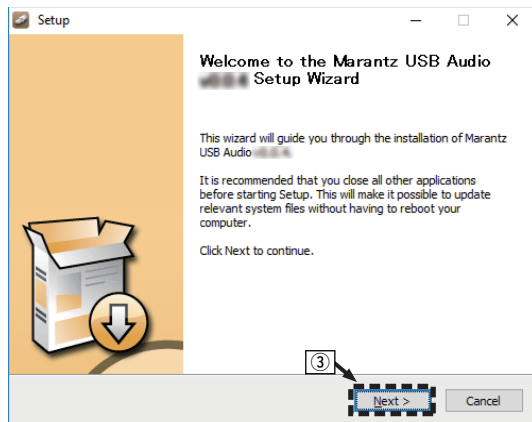 Setup
Welcome to the Marantz USB Audio
Setup Wizard
This wizard will guide you through the installation of Marantz
USB Audio
It is recommended that you close all other applications
before starting Setup. This will make it possible to update
relevant system files without having to reboot your
computer.
Click Next to continue.
③
Next >
Cancel